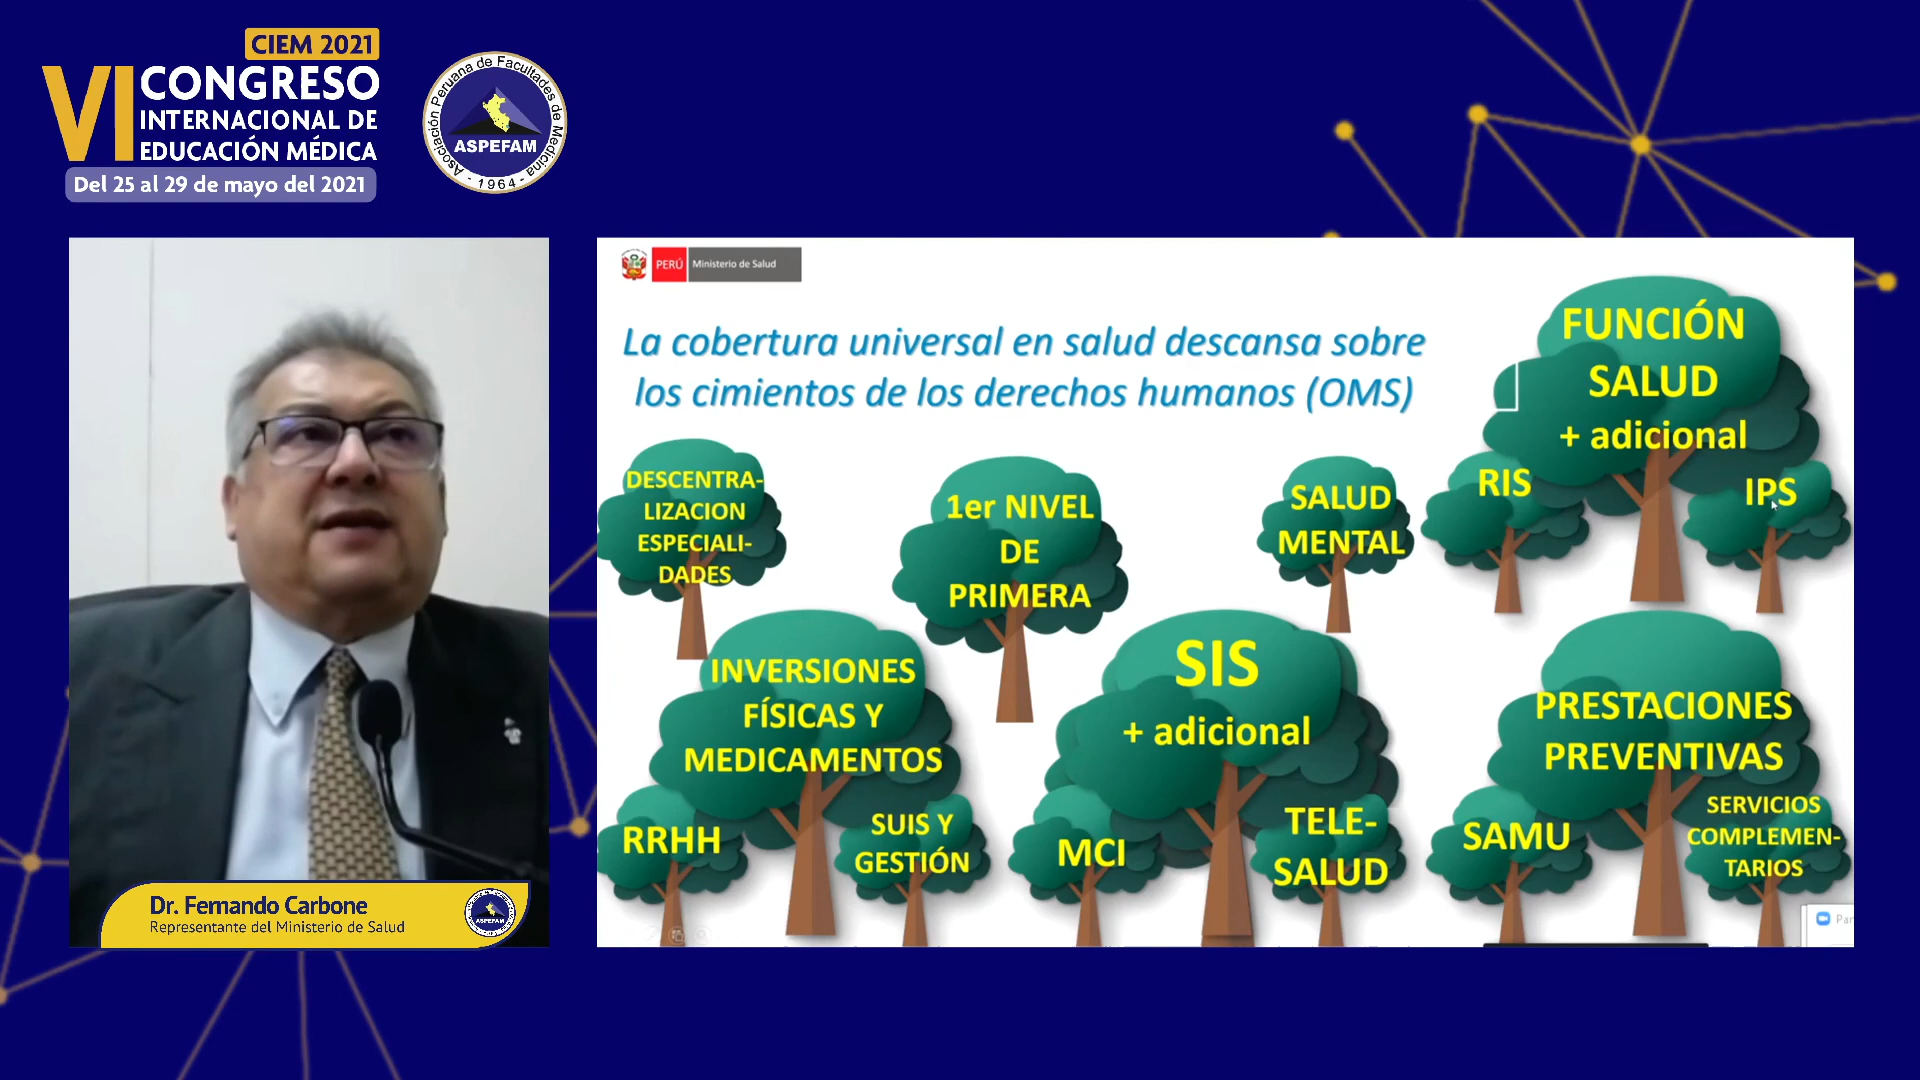 CIEM 2021
VI CONGRESO
INTERNACIONAL DE
EDUCACIÓN MÉDICA
Del 25 al 29 de mayo del 2021
Asociación Peruana de Facultades de Medicina
ASPEFAM
- 1964 -
PERÚ Ministerio de Salud
La cobertura universal en salud descansa sobre
los cimientos de los derechos humanos (OMS)
FUNCIÓN
SALUD
+ adicional
RIS
IPS
DESCENTRA-
LIZACION
ESPECIALI-
DADES
1er NIVEL
DE
PRIMERA
SALUD
MENTAL
INVERSIONES
FÍSICAS Y
MEDICAMENTOS
RRHH
SUIS Y
GESTIÓN
SIS
+ adicional
MCI
TELE-
SALUD
PRESTACIONES
PREVENTIVAS
SAMU
SERVICIOS
COMPLEMEN-
TARIOS
Dr. Fernando Carbone
Representante del Ministerio de Salud
ASPEFAM